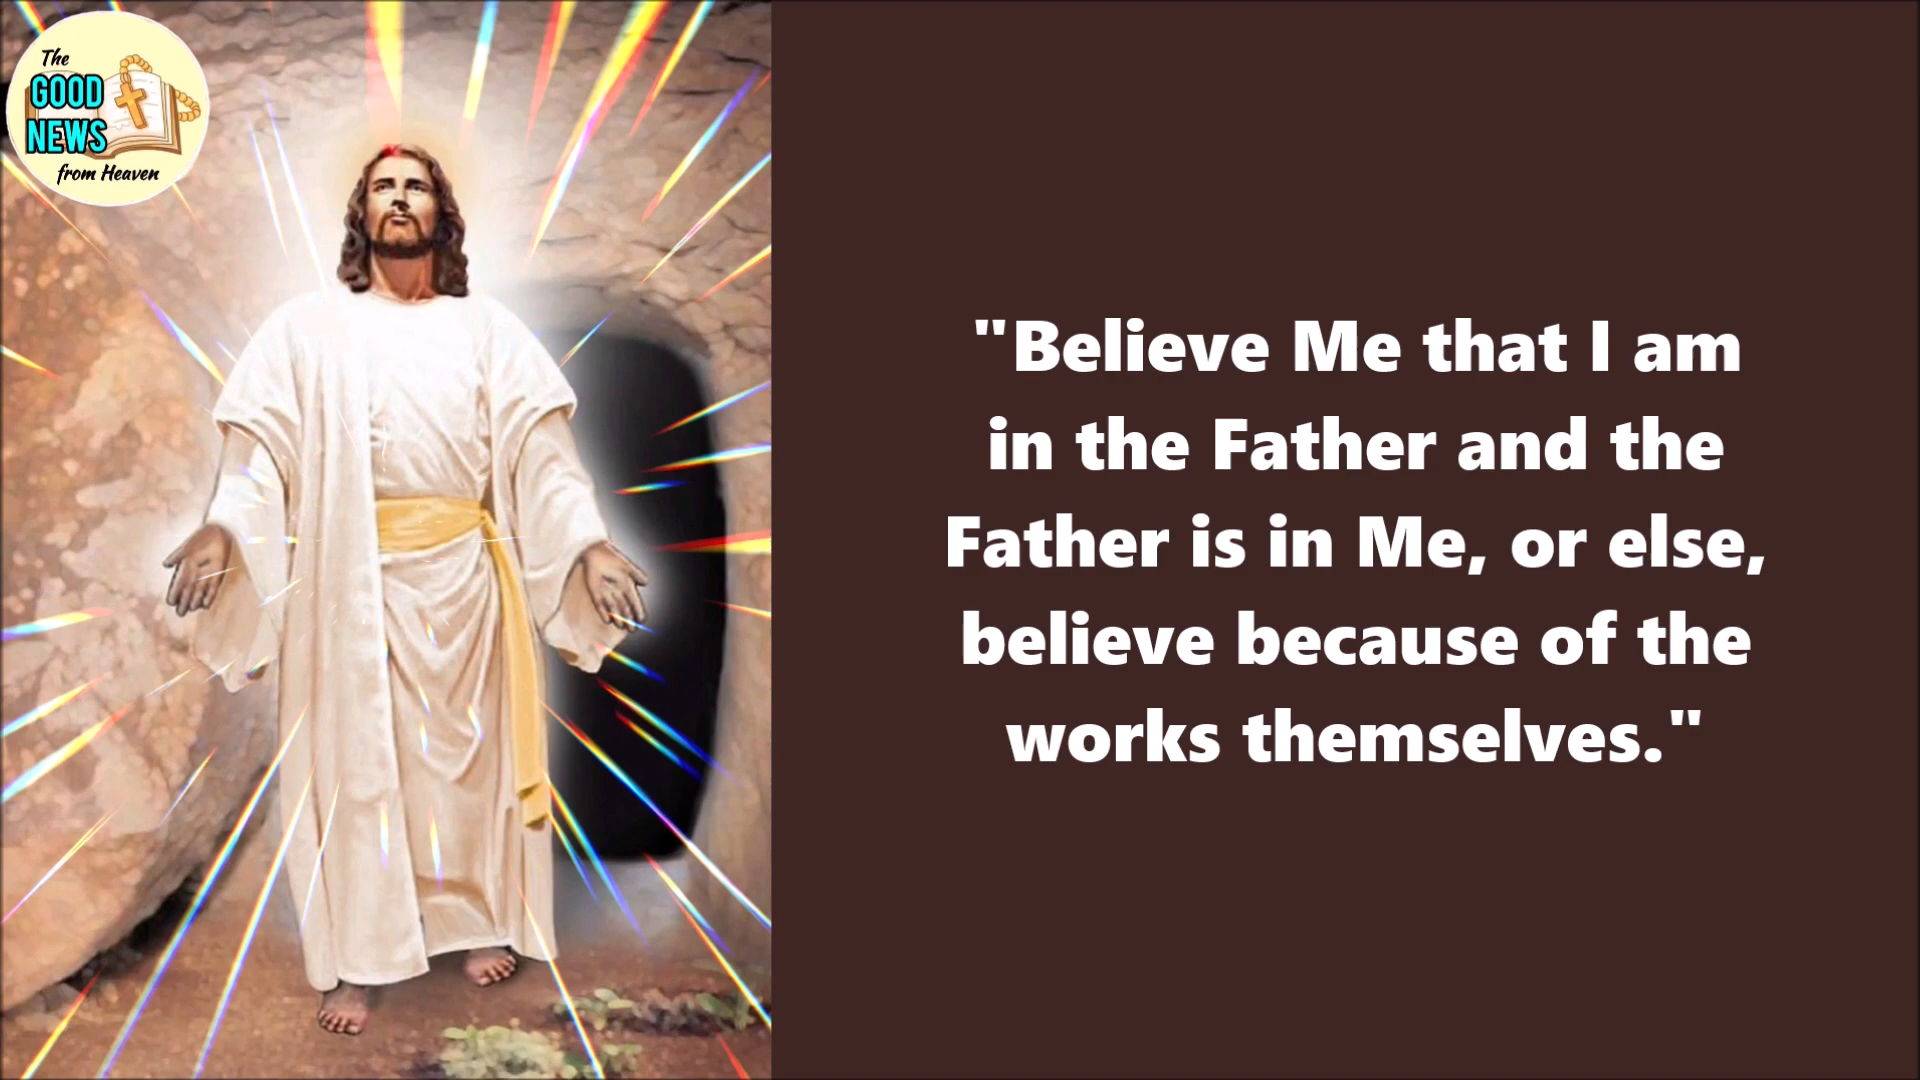 The
GOOD
NEWS
from Heaven
"Believe Me that I am
in the Father and the
Father is in Me, or else,
believe because of the
works themselves."